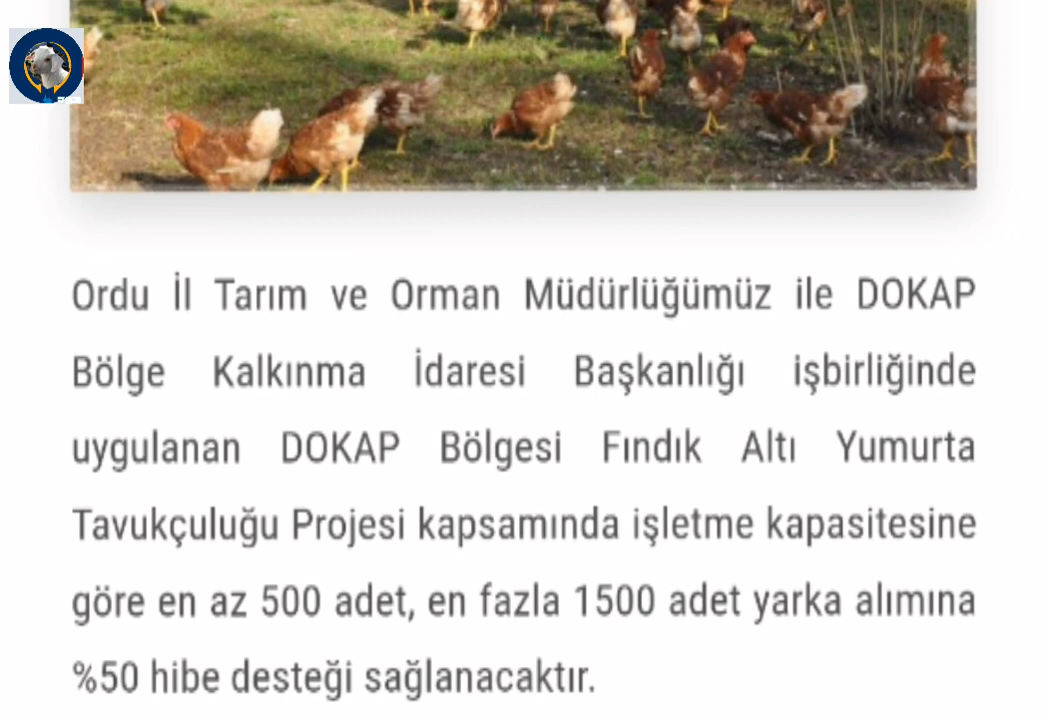 Ordu İl Tarım ve Orman Müdürlüğümüz ile DOKAP
Bölge Kalkınma İdaresi Başkanlığı işbirliğinde
uygulanan DOKAP Bölgesi Fındık Altı Yumurta
Tavukçuluğu Projesi kapsamında işletme kapasitesine
göre en az 500 adet, en fazla 1500 adet yarka alımına
%50 hibe desteği sağlanacaktır.